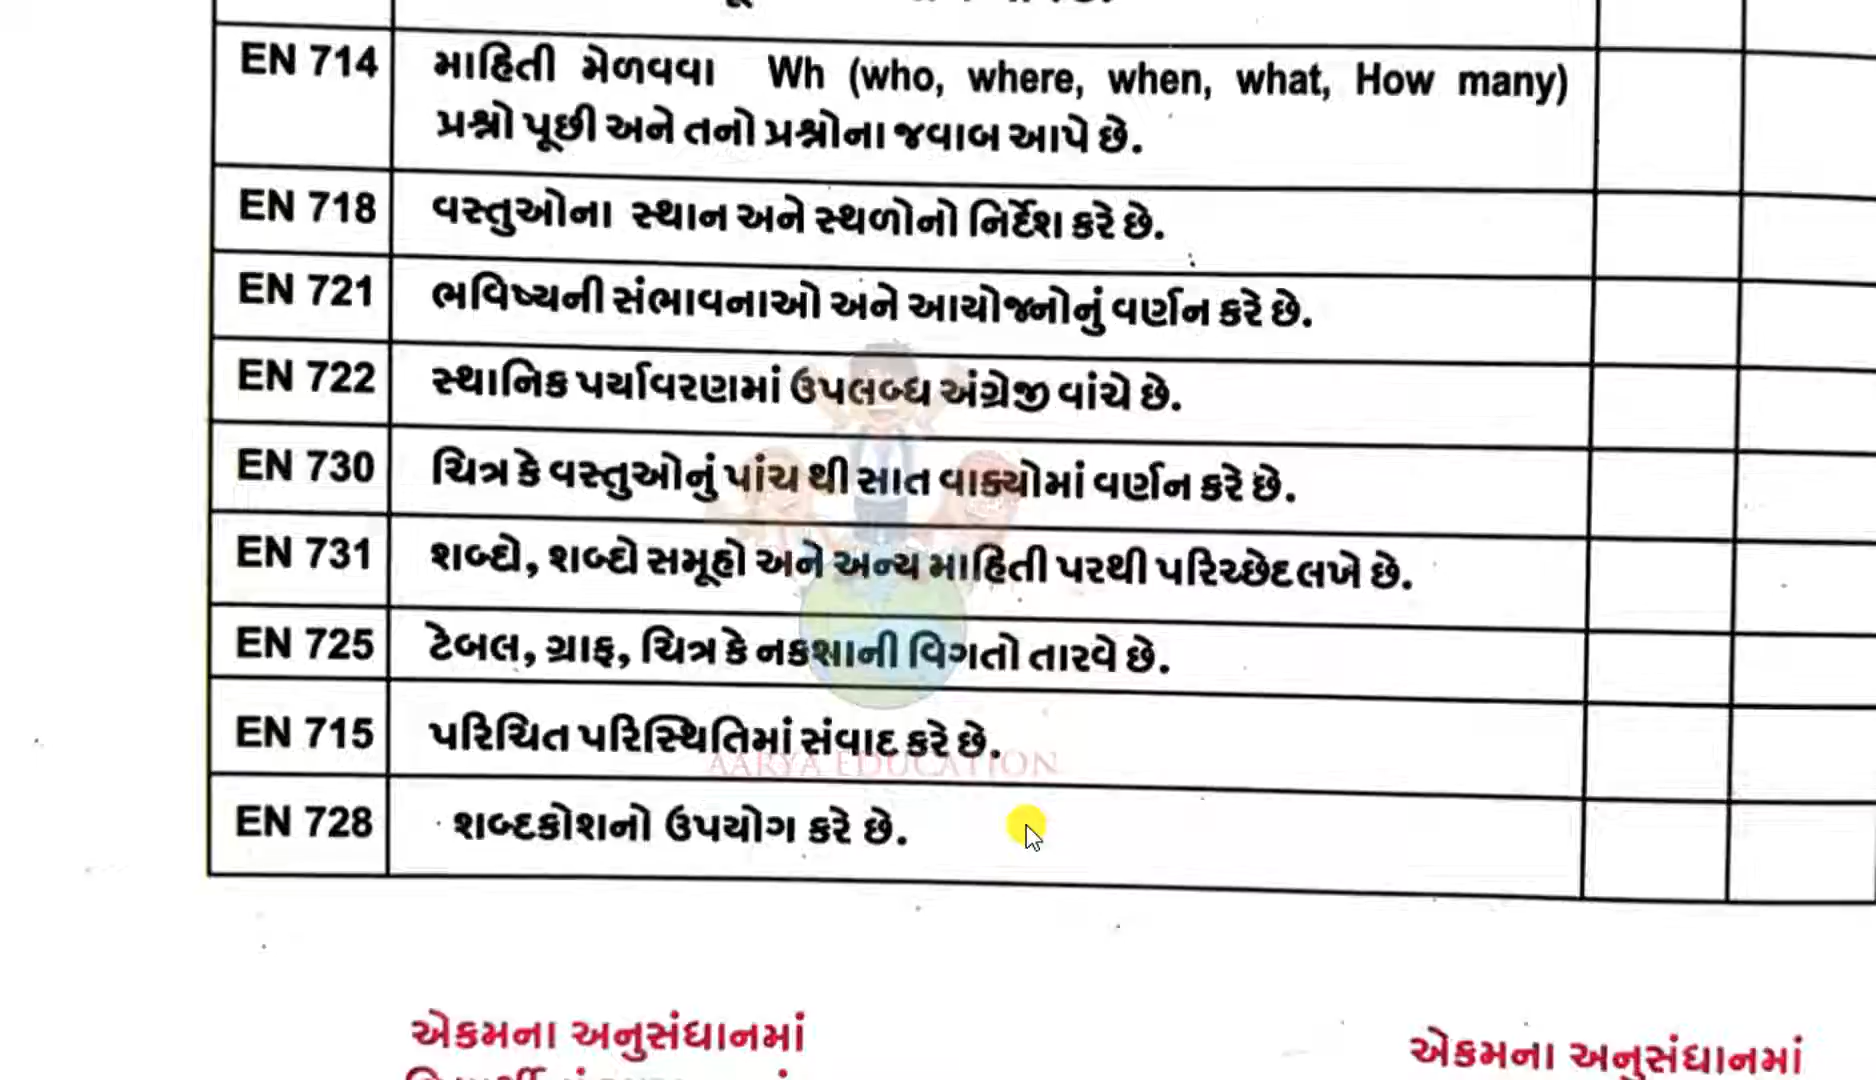 EN 714 માહિતી મેળવવા Wh (who, where, when, what, How many)
પ્રશ્નો પૂછી અને તનો પ્રશ્નોના જવાબ આપે છે.
EN 718 વસ્તુઓના સ્થાન અને સ્થળોનો નિર્દેશ કરે છે.
EN 721 ભવિષ્યની સંભાવનાઓ અને આયોજનોનું વર્ણન કરે છે.
EN 722 સ્થાનિક પર્યાવરણમાં ઉપલબ્ધ અંગ્રેજી વાંચે છે.
EN 730 ચિત્ર કે વસ્તુઓનું પાંચ થી સાત વાક્યોમાં વર્ણન કરે છે.
EN 731 શબ્દો, શબ્દો સમૂહો અને અન્ય માહિતી પરથી પરિચ્છેદ લખે છે.
EN 725 ટેબલ, ગ્રાફ, ચિત્ર કે નકશાની વિગતો તારવે છે.
EN 715 પરિચિત પરિસ્થિતિમાં સંવાદ કરે છે.
AARYA EDUCATION
EN 728 શબ્દકોશનો ઉપયોગ કરે છે.
એકમના અનુસંધાનમાં
એકમના અનુસંધાનમાં